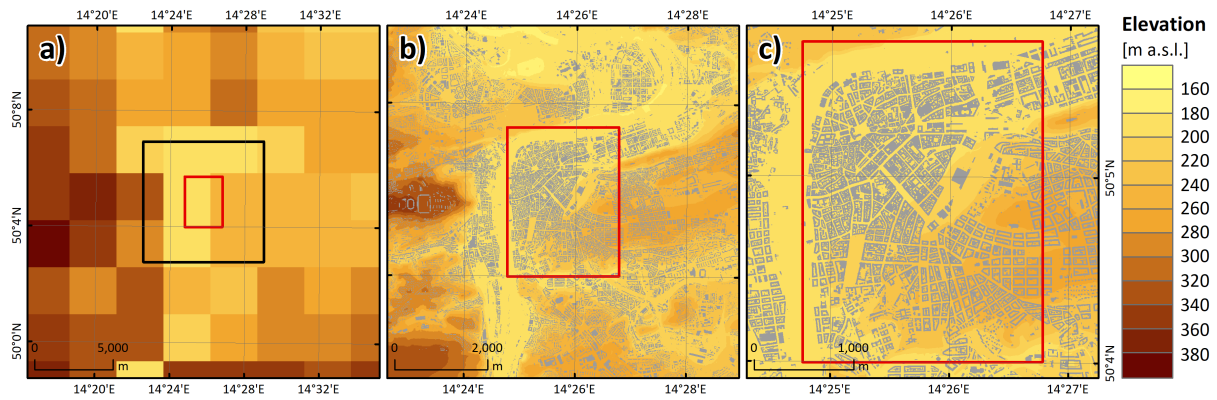 14°20'E 14°24'E 14°28'E 14°32'E
14°24'E 14°26'E 14°28'E
14°25'E 14°26'E 14°27'E
a)
b)
c)
50°8'N
50°4'N
50°0'N
50°5'N
50°4'N
0 5,000
m
0 2,000
m
0 1,000
m
14°20'E 14°24'E 14°28'E 14°32'E
14°24'E 14°26'E 14°28'E
14°25'E 14°26'E 14°27'E
Elevation
[m a.s.l.]
160
180
200
220
240
260
280
300
320
340
360
380